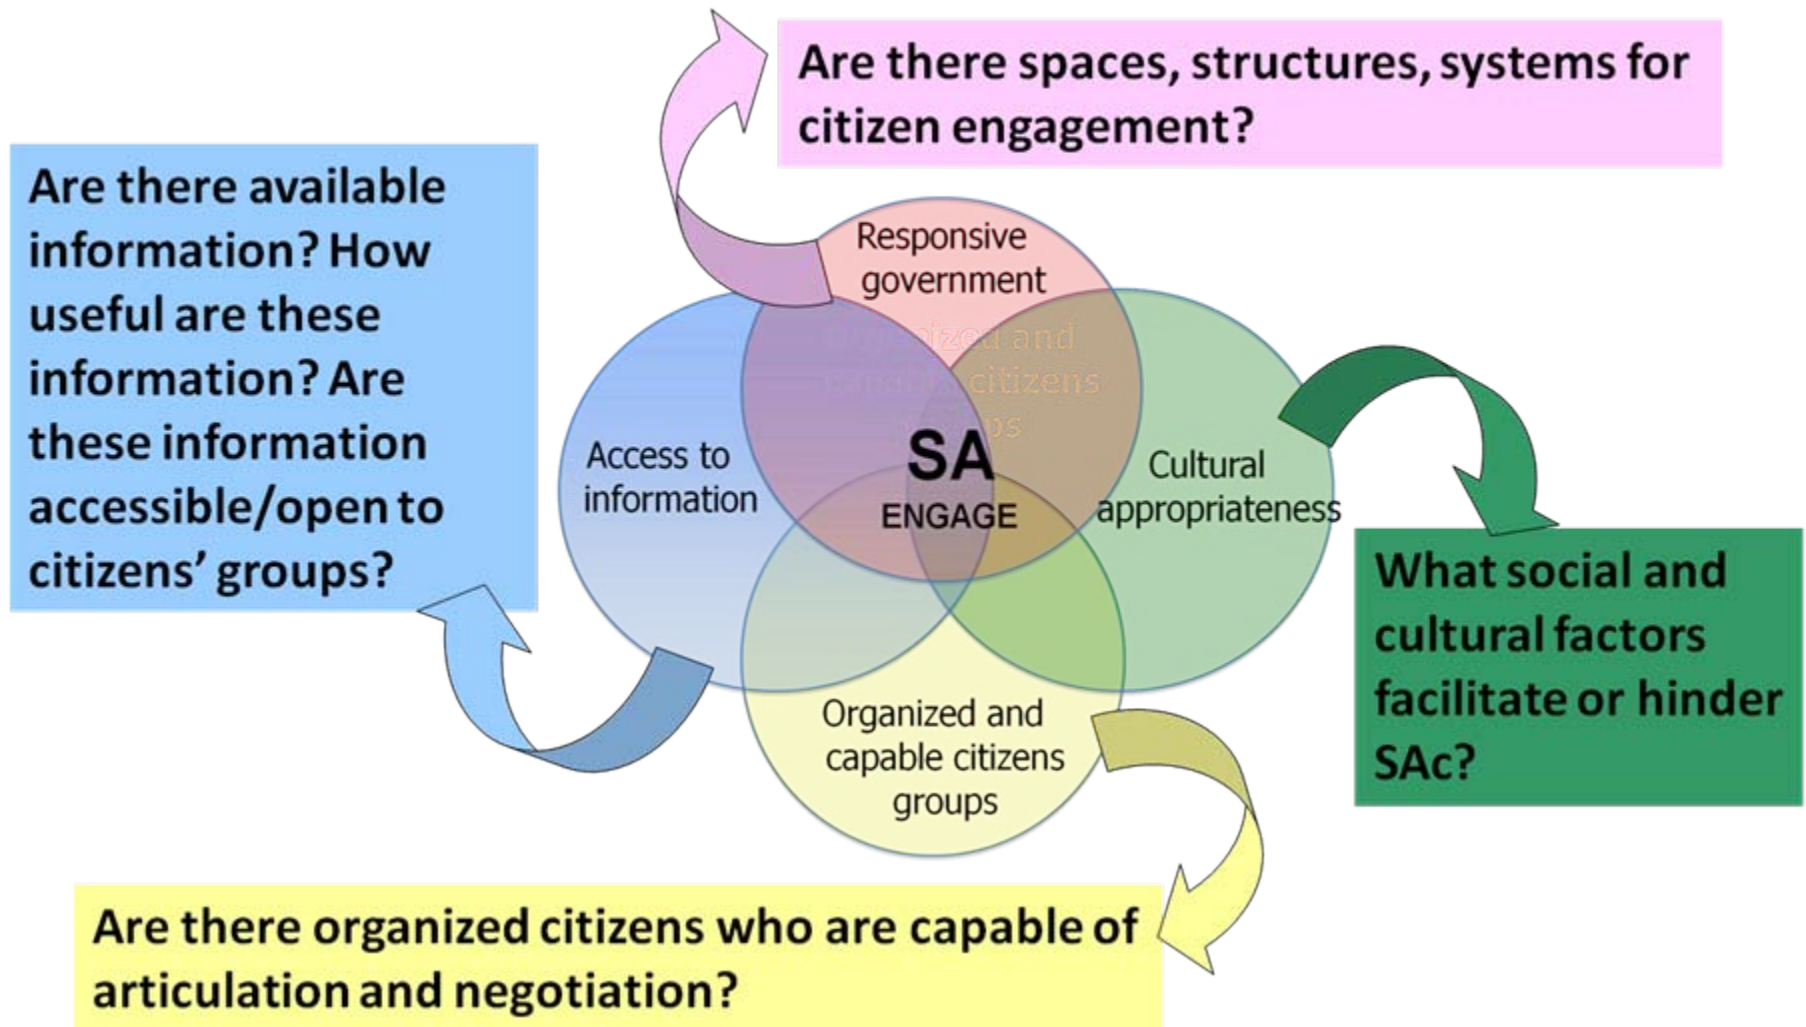 Are there spaces, structures, systems for
citizen engagement?
Are there available
information? How
useful are these
information? Are
these information
accessible/open to
citizens’ groups?
Responsive
government
and
citizens
Access to
information
SA
ENGAGE
Cultural
appropriateness
What social and
cultural factors
facilitate or hinder
SAc?
Organized and
capable citizens
groups
Are there organized citizens who are capable of
articulation and negotiation?